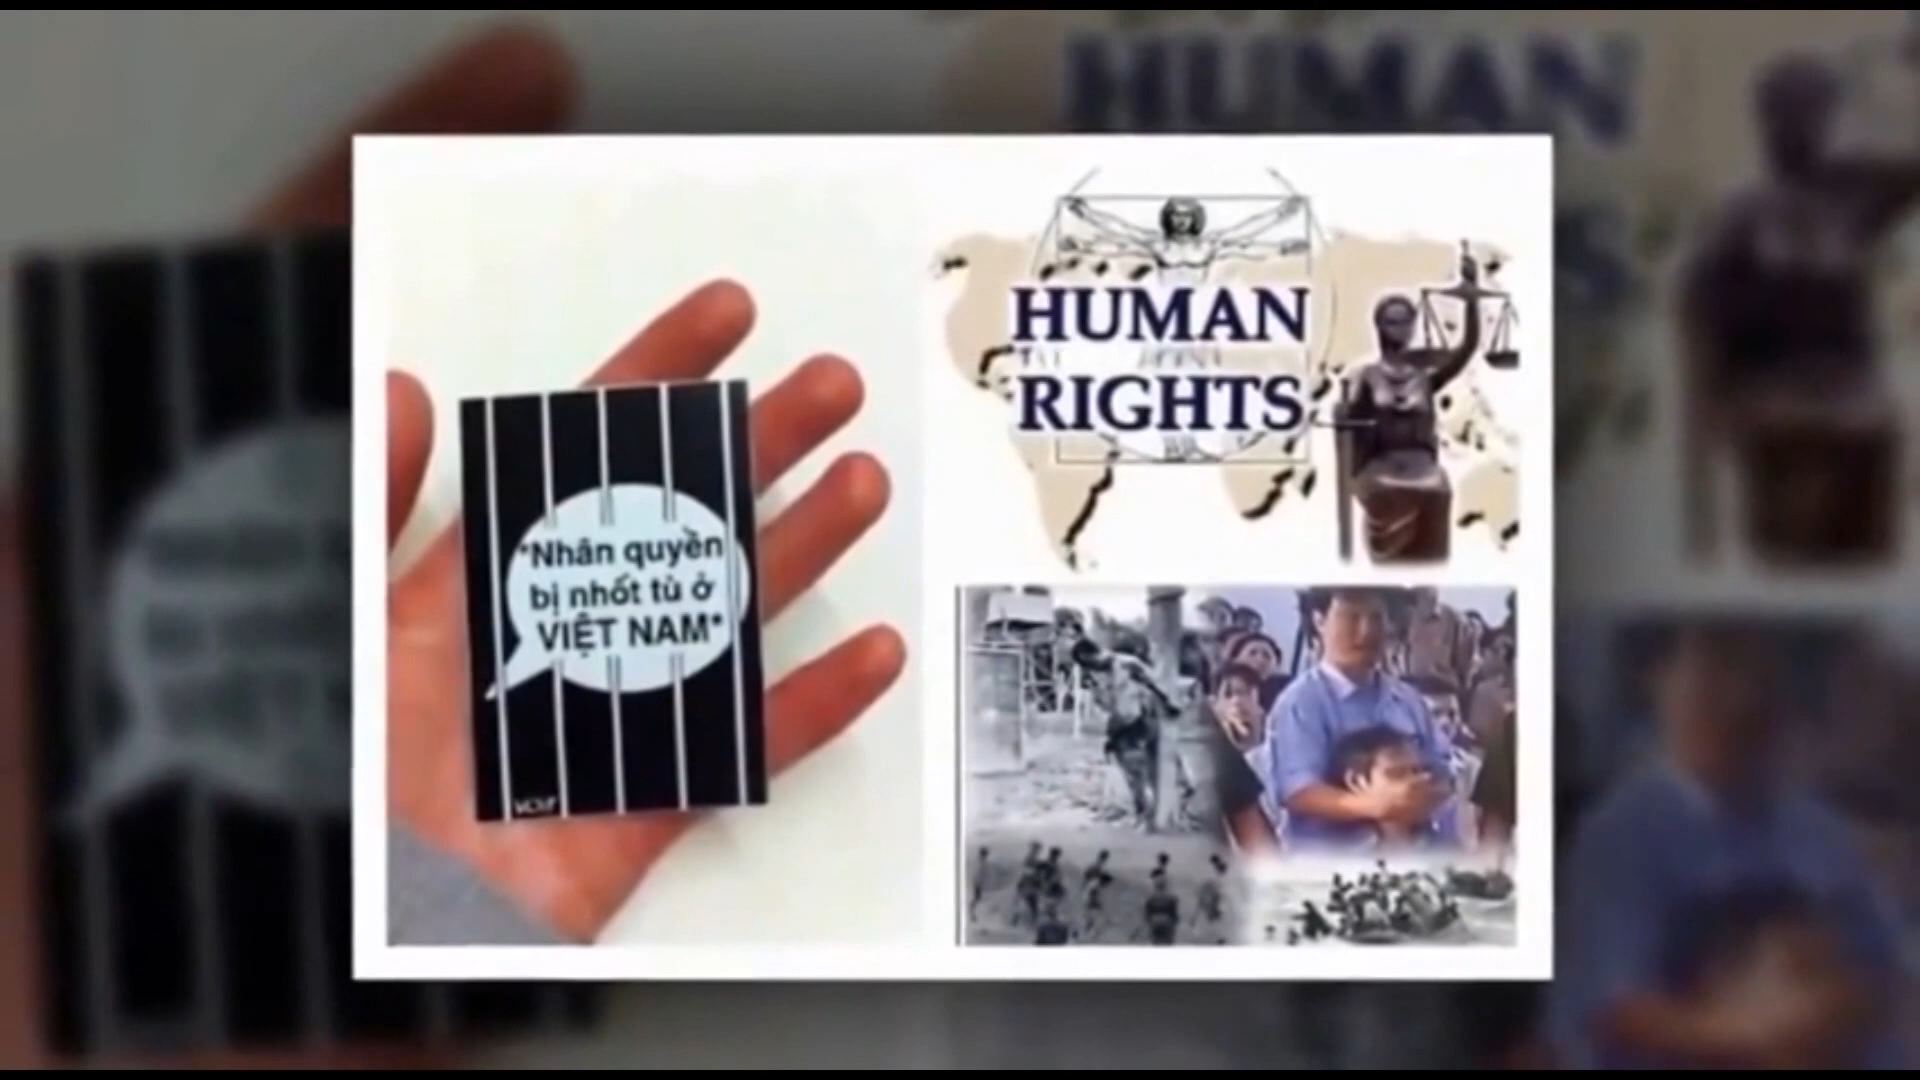 "Nhân quyền
bị nhốt tù ở
VIỆT NAM"
HUMAN
RIGHTS